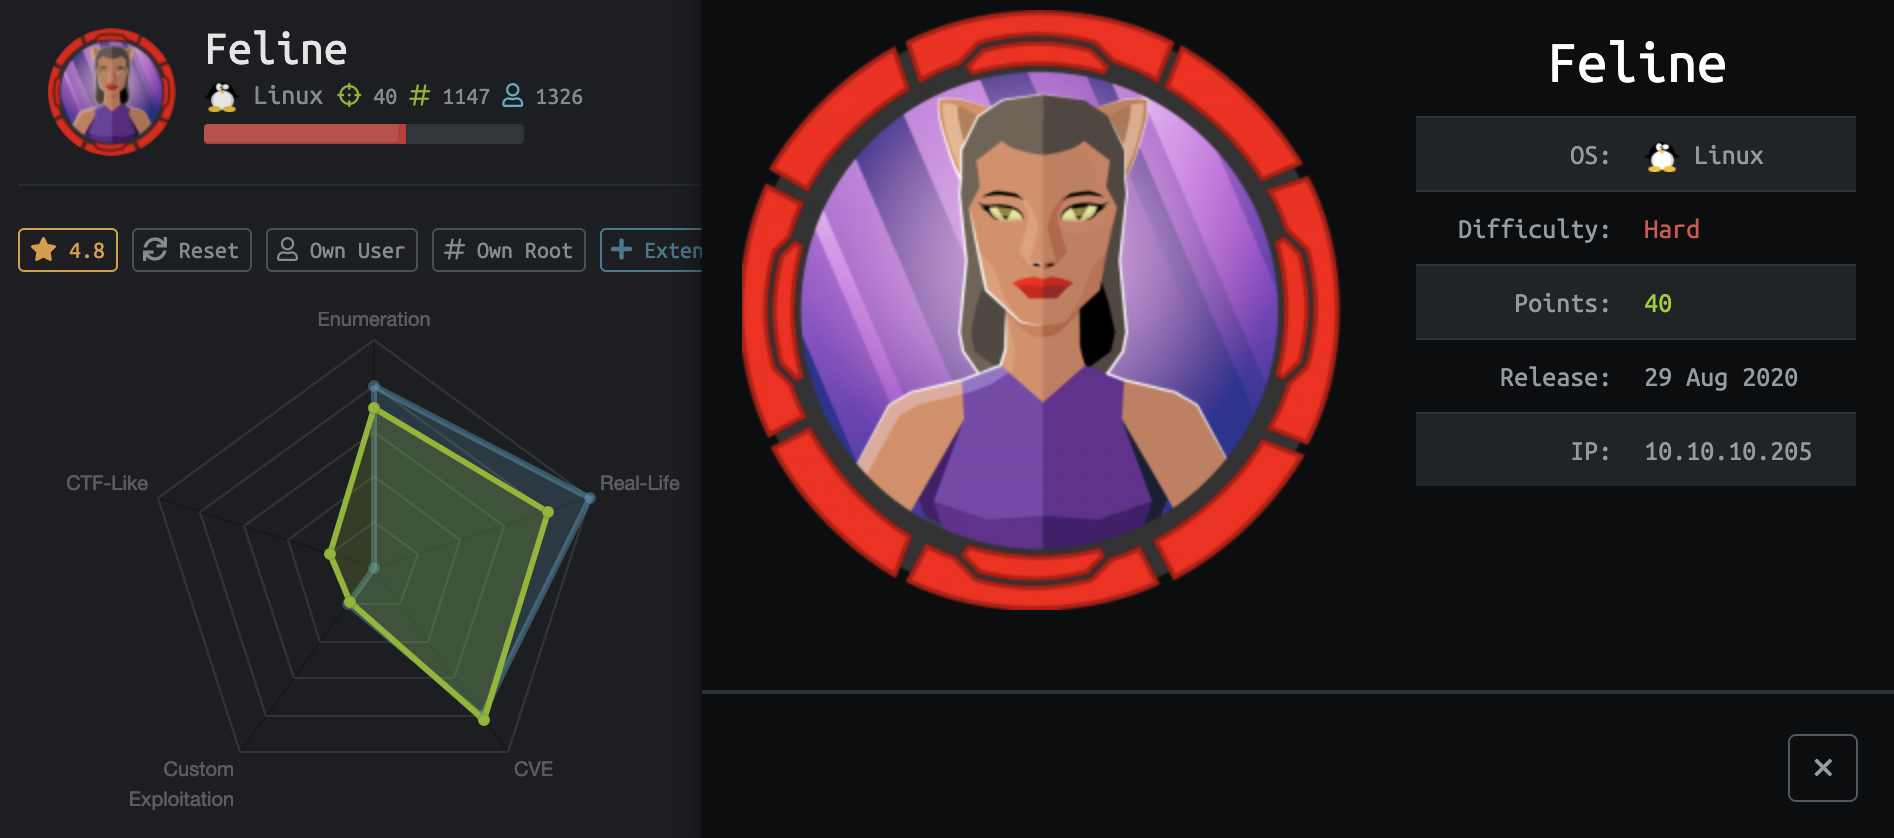 Feline
Linux 40 # 1147 1326
4.8 Reset Own User # Own Root + Exten
Enumeration
CTF-Like
Real-Life
Custom
Exploitation
CVE
Feline
OS: Linux
Difficulty: Hard
Points: 40
Release: 29 Aug 2020
IP: 10.10.10.205